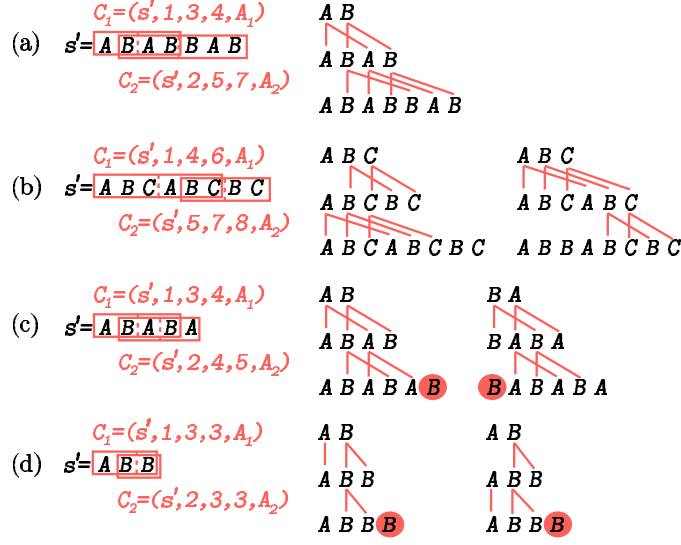 C₁=(s',1,3,4,A₁)
(a) s'= A B A B B A B
C₂=(s',2,5,7,A₂)
A B
A B A B
A B A B B A B
C₁=(s',1,4,6,A₁)
(b) s'= A B C A B C B C
C₂=(s',5,7,8,A₂)
A B C
A B C B C
A B C A B C B C
A B C
A B C A B C
A B B A B C B C
C₁=(s',1,3,4,A₁)
(c) s'= A B A B A
C₂=(s',2,4,5,A₂)
A B
A B A B
A B A B A B
B A
B A B A
B A B A B A
C₁=(s',1,3,3,A₁)
(d) s'= A B B
C₂=(s',2,3,3,A₂)
A B
A B B
A B B B
A B
A B B
A B B B